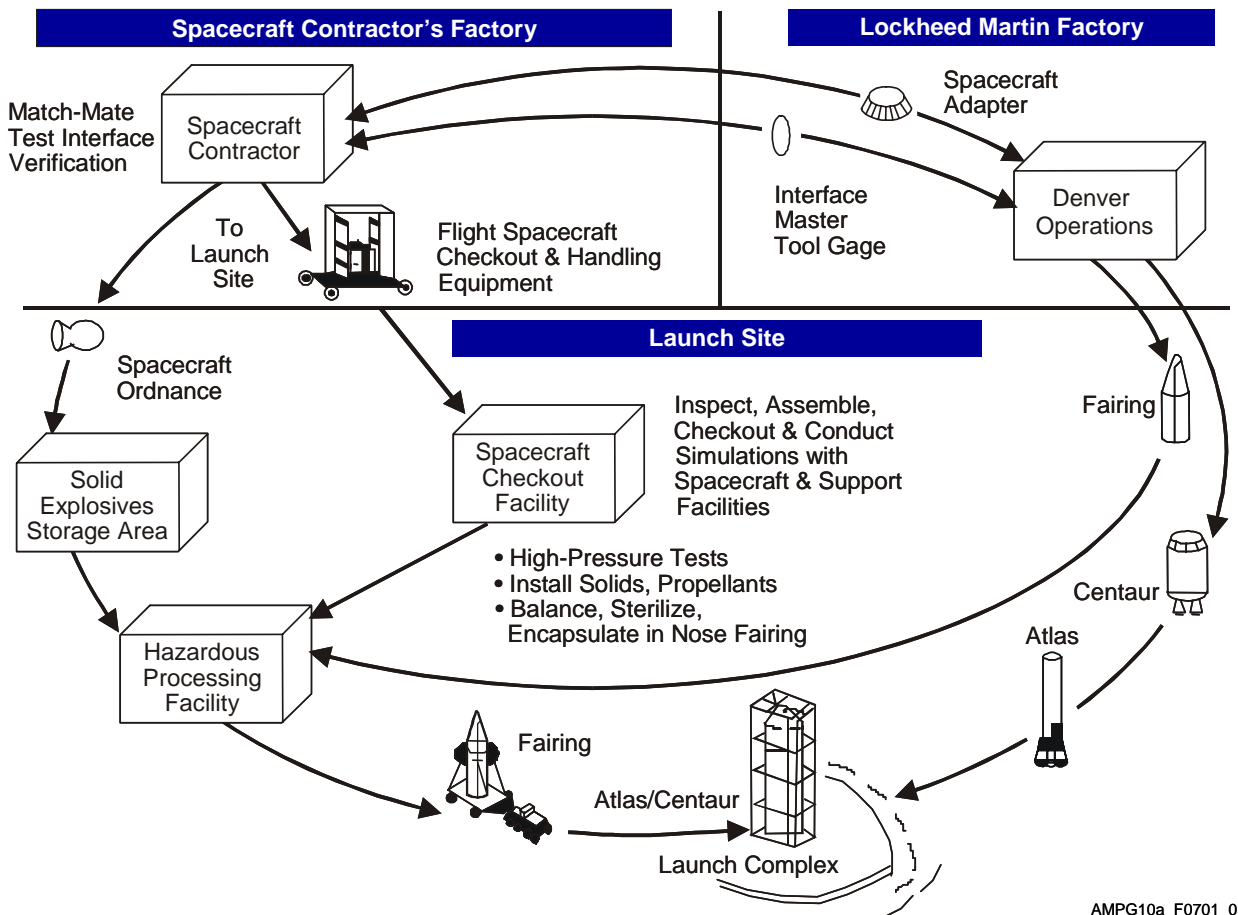 Spacecraft Contractor's Factory
Lockheed Martin Factory
Match-Mate
Test Interface
Verification
Spacecraft
Contractor
Spacecraft
Adapter
Interface
Master
Tool Gage
Denver
Operations
To
Launch
Site
Flight Spacecraft
Checkout & Handling
Equipment
Launch Site
Spacecraft
Ordnance
Solid
Explosives
Storage Area
Spacecraft
Checkout
Facility
Inspect, Assemble,
Checkout & Conduct
Simulations with
Spacecraft & Support
Facilities
Fairing
• High-Pressure Tests
• Install Solids, Propellants
• Balance, Sterilize,
Encapsulate in Nose Fairing
Centaur
Atlas
Hazardous
Processing
Facility
Fairing
Atlas/Centaur
Launch Complex
AMPG10a_F0701_0